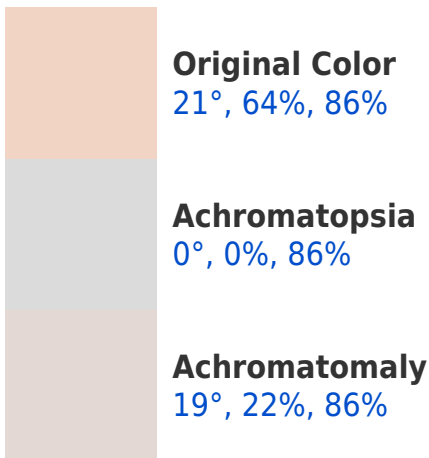 Original Color
21°, 64%, 86%
Achromatopsia
0°, 0%, 86%
Achromatomaly
19°, 22%, 86%